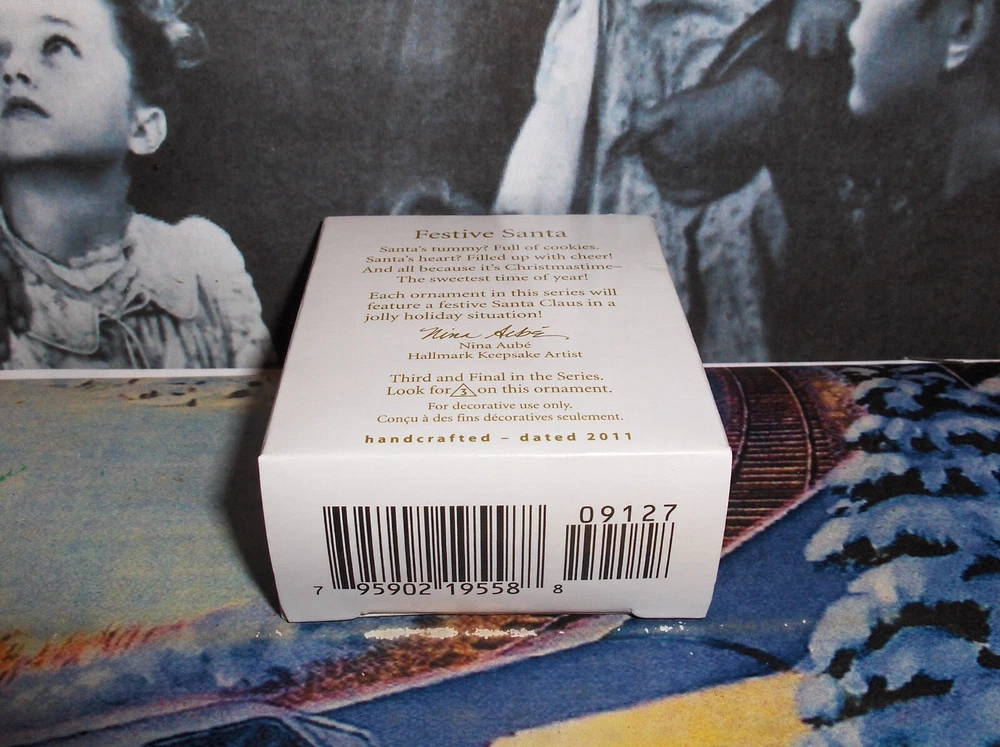 Festive Santa
Santa's tummy? Full of cookies.
Santa's heart? Filled up with cheer!
And all because it's Christmastime–
The sweetest time of year!
Each ornament in this series will
feature a festive Santa Claus in a
jolly holiday situation!
Nina Aubé
Nina Aubé
Hallmark Keepsake Artist
Third and Final in the Series.
Look for 3 on this ornament.
For decorative use only.
Conçu à des fins décoratives seulement.
handcrafted – dated 2011
09127
7 95902 19558 8